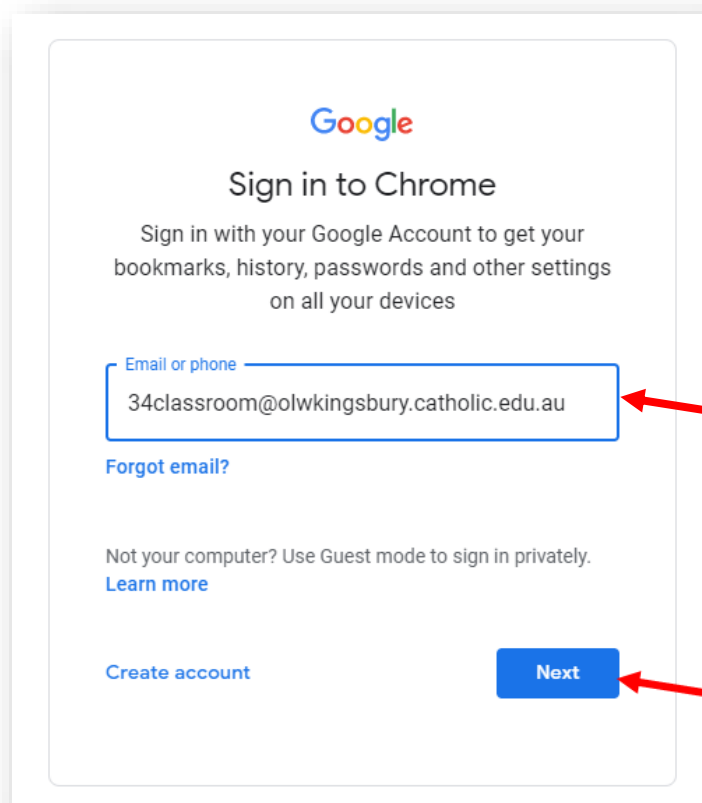 Google
Sign in to Chrome
Sign in with your Google Account to get your
bookmarks, history, passwords and other settings
on all your devices
Email or phone
34classroom@olwkingsbury.catholic.edu.au
Forgot email?
Not your computer? Use Guest mode to sign in privately.
Learn more
Create account
Next